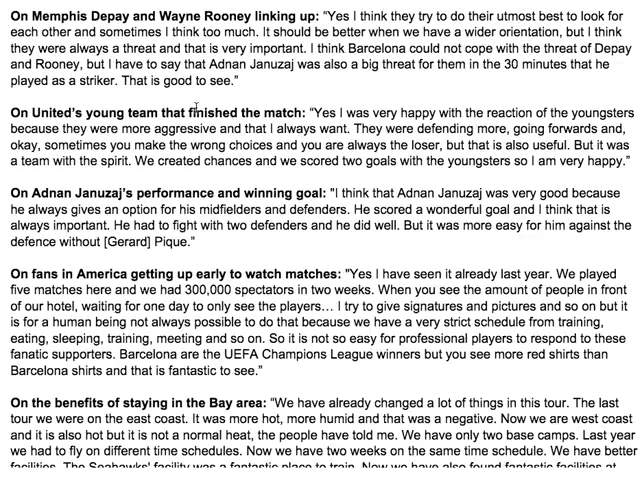 On Memphis Depay and Wayne Rooney linking up: "Yes I think they try to do their utmost best to look for
each other and sometimes I think too much. It should be better when we have a wider orientation, but I think
they were always a threat and that is very important. I think Barcelona could not cope with the threat of Depay
and Rooney, but I have to say that Adnan Januzaj was also a big threat for them in the 30 minutes that he
played as a striker. That is good to see."
On United's young team that finished the match: "Yes I was very happy with the reaction of the youngsters
because they were more aggressive and that I always want. They were defending more, going forwards and,
okay, sometimes you make the wrong choices and you are always the loser, but that is also useful. But it was
a team with the spirit. We created chances and we scored two goals with the youngsters so I am very happy."
On Adnan Januzaj's performance and winning goal: "I think that Adnan Januzaj was very good because
he always gives an option for his midfielders and defenders. He scored a wonderful goal and I think that is
always important. He had to fight with two defenders and he did well. But it was more easy for him against the
defence without [Gerard] Pique."
On fans in America getting up early to watch matches: "Yes I have seen it already last year. We played
five matches here and we had 300,000 spectators in two weeks. When you see the amount of people in front
of our hotel, waiting for one day to only see the players… I try to give signatures and pictures and so on but it
is for a human being not always possible to do that because we have a very strict schedule from training,
eating, sleeping, training, meeting and so on. So it is not so easy for professional players to respond to these
fanatic supporters. Barcelona are the UEFA Champions League winners but you see more red shirts than
Barcelona shirts and that is fantastic to see."
On the benefits of staying in the Bay area: "We have already changed a lot of things in this tour. The last
tour we were on the east coast. It was more hot, more humid and that was a negative. Now we are west coast
and it is also hot but it is not a normal heat, the people have told me. We have only two base camps. Last year
we had to fly on different time schedules. Now we have two weeks on the same time schedule. We have better
facilities. The Seahawks' facility was a fantastic place to train. Now we have also found fantastic facilities at